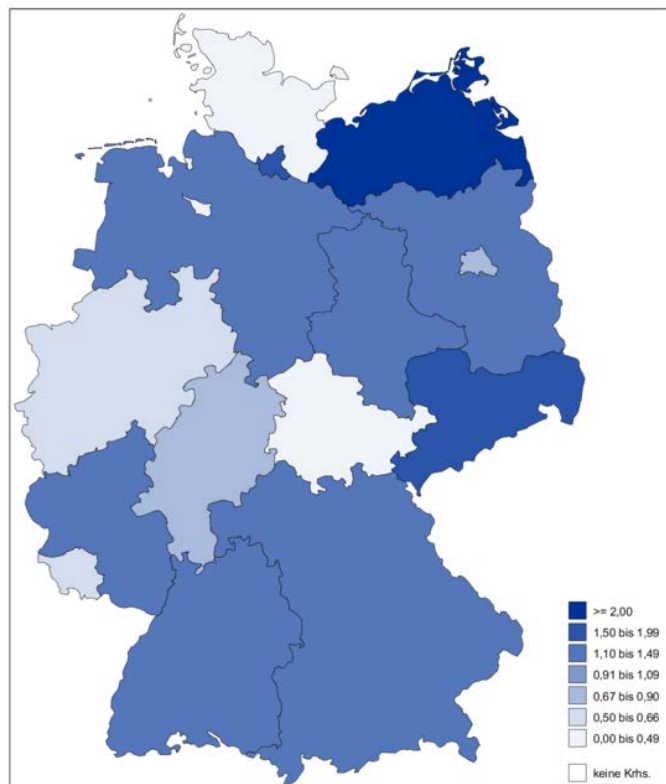 >= 2,00
1,50 bis 1,99
1,10 bis 1,49
0,91 bis 1,09
0,67 bis 0,90
0,50 bis 0,66
0,00 bis 0,49
keine Krhs.